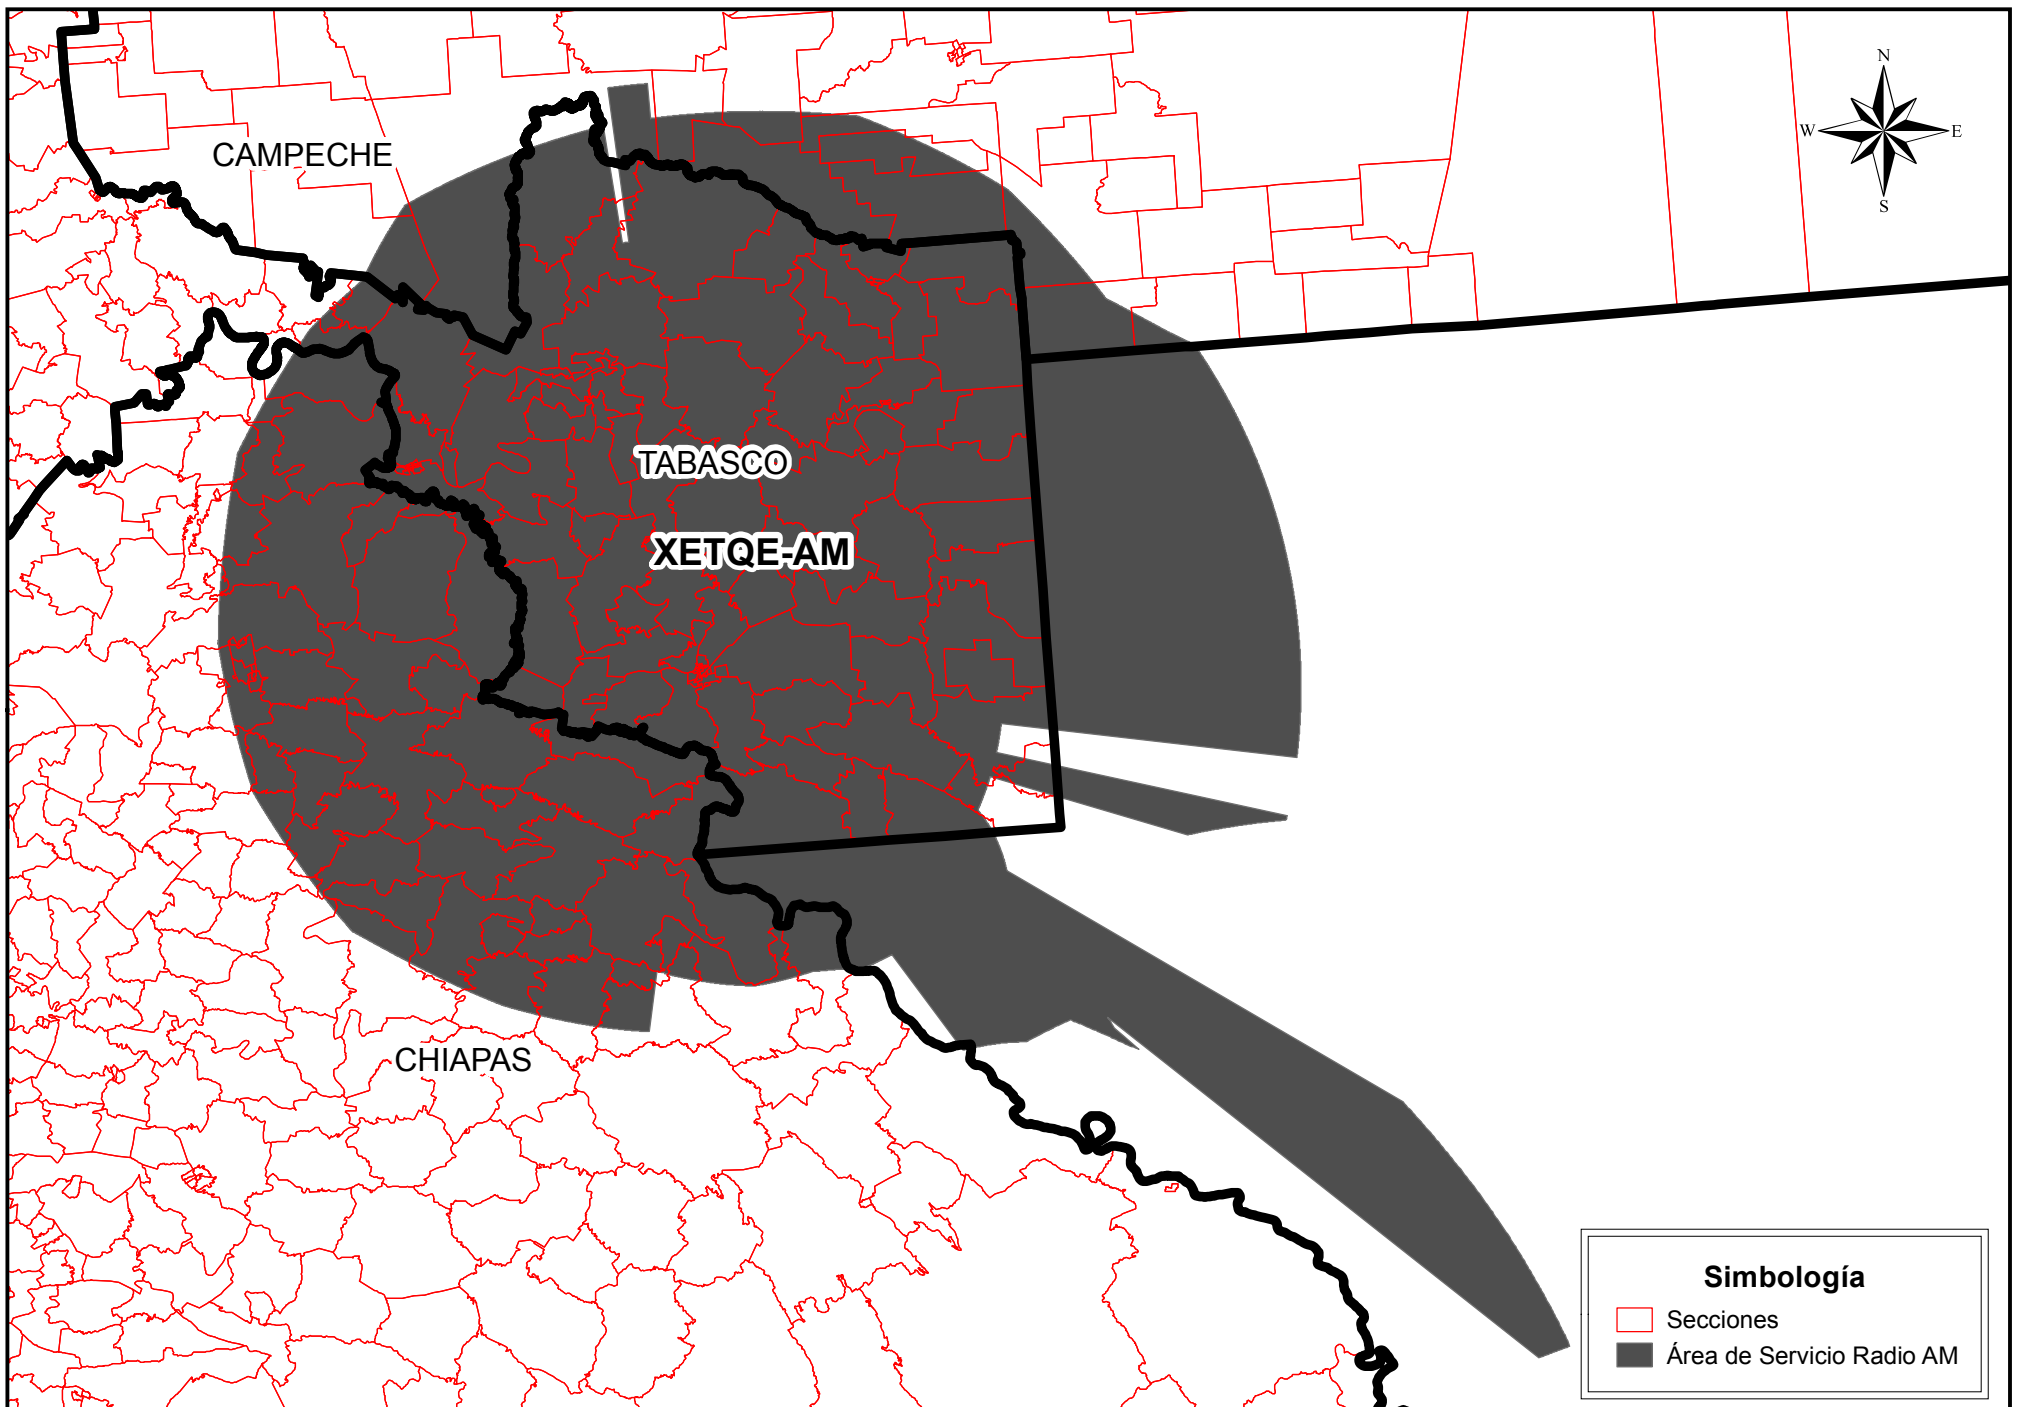 N
W
E
S
CAMPECHE
TABASCO
XETQE-AM
CHIAPAS
Simbología
Secciones
Área de Servicio Radio AM